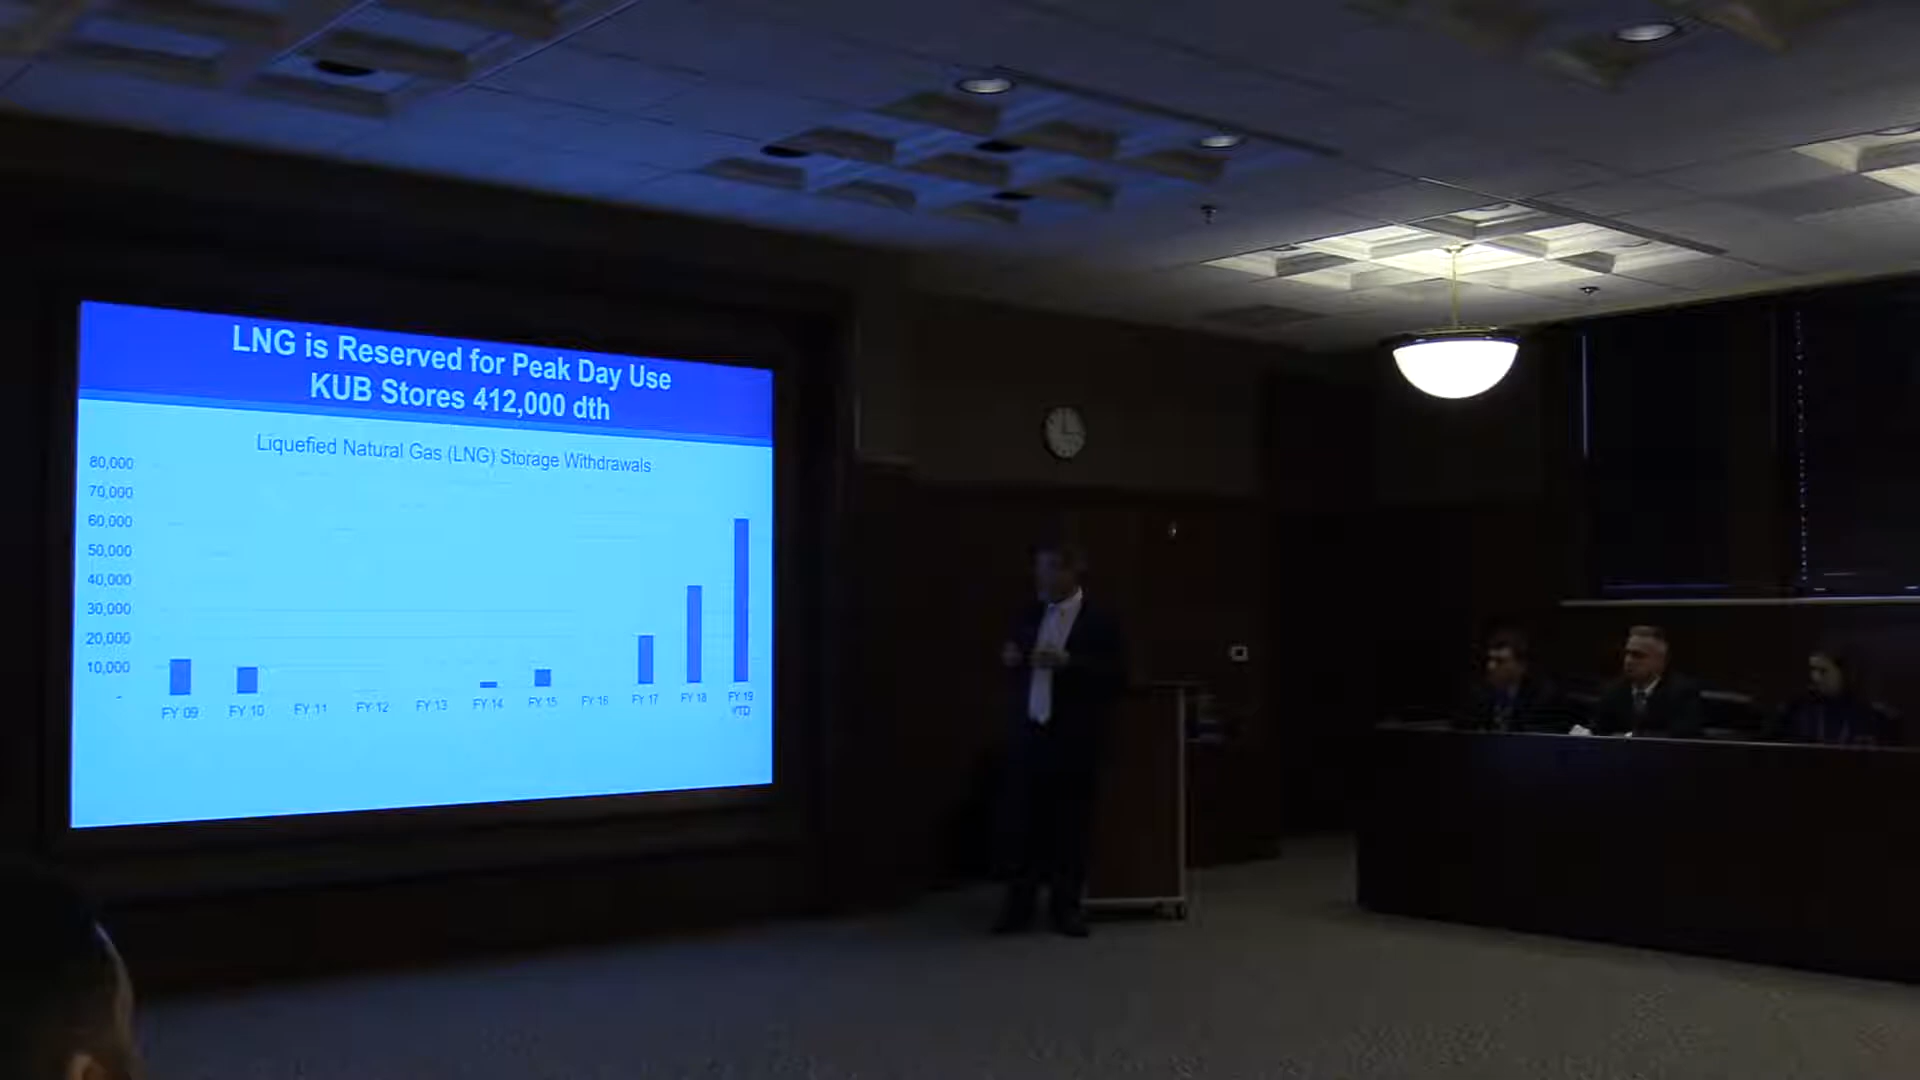 LNG is Reserved for Peak Day Use
KUB Stores 412,000 dth
Liquefied Natural Gas (LNG) Storage Withdrawals
80,000
70,000
60,000
50,000
40,000
30,000
20,000
10,000
-
FY 09 FY 10 FY 11 FY 12 FY 13 FY 14 FY 15 FY 16 FY 17 FY 18 FY 19
YTD